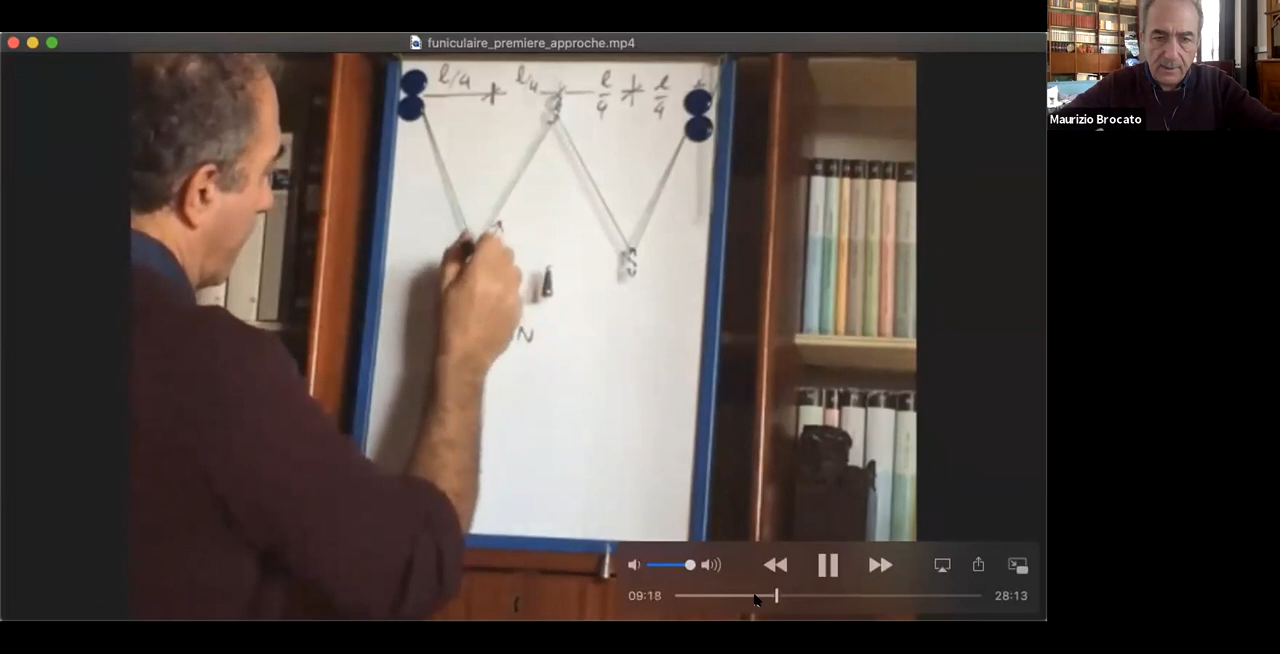 funiculaire_premiere_approche.mp4
Maurizio Brocato
l/4 l/4 l/4 l/4
N
09:18 28:13